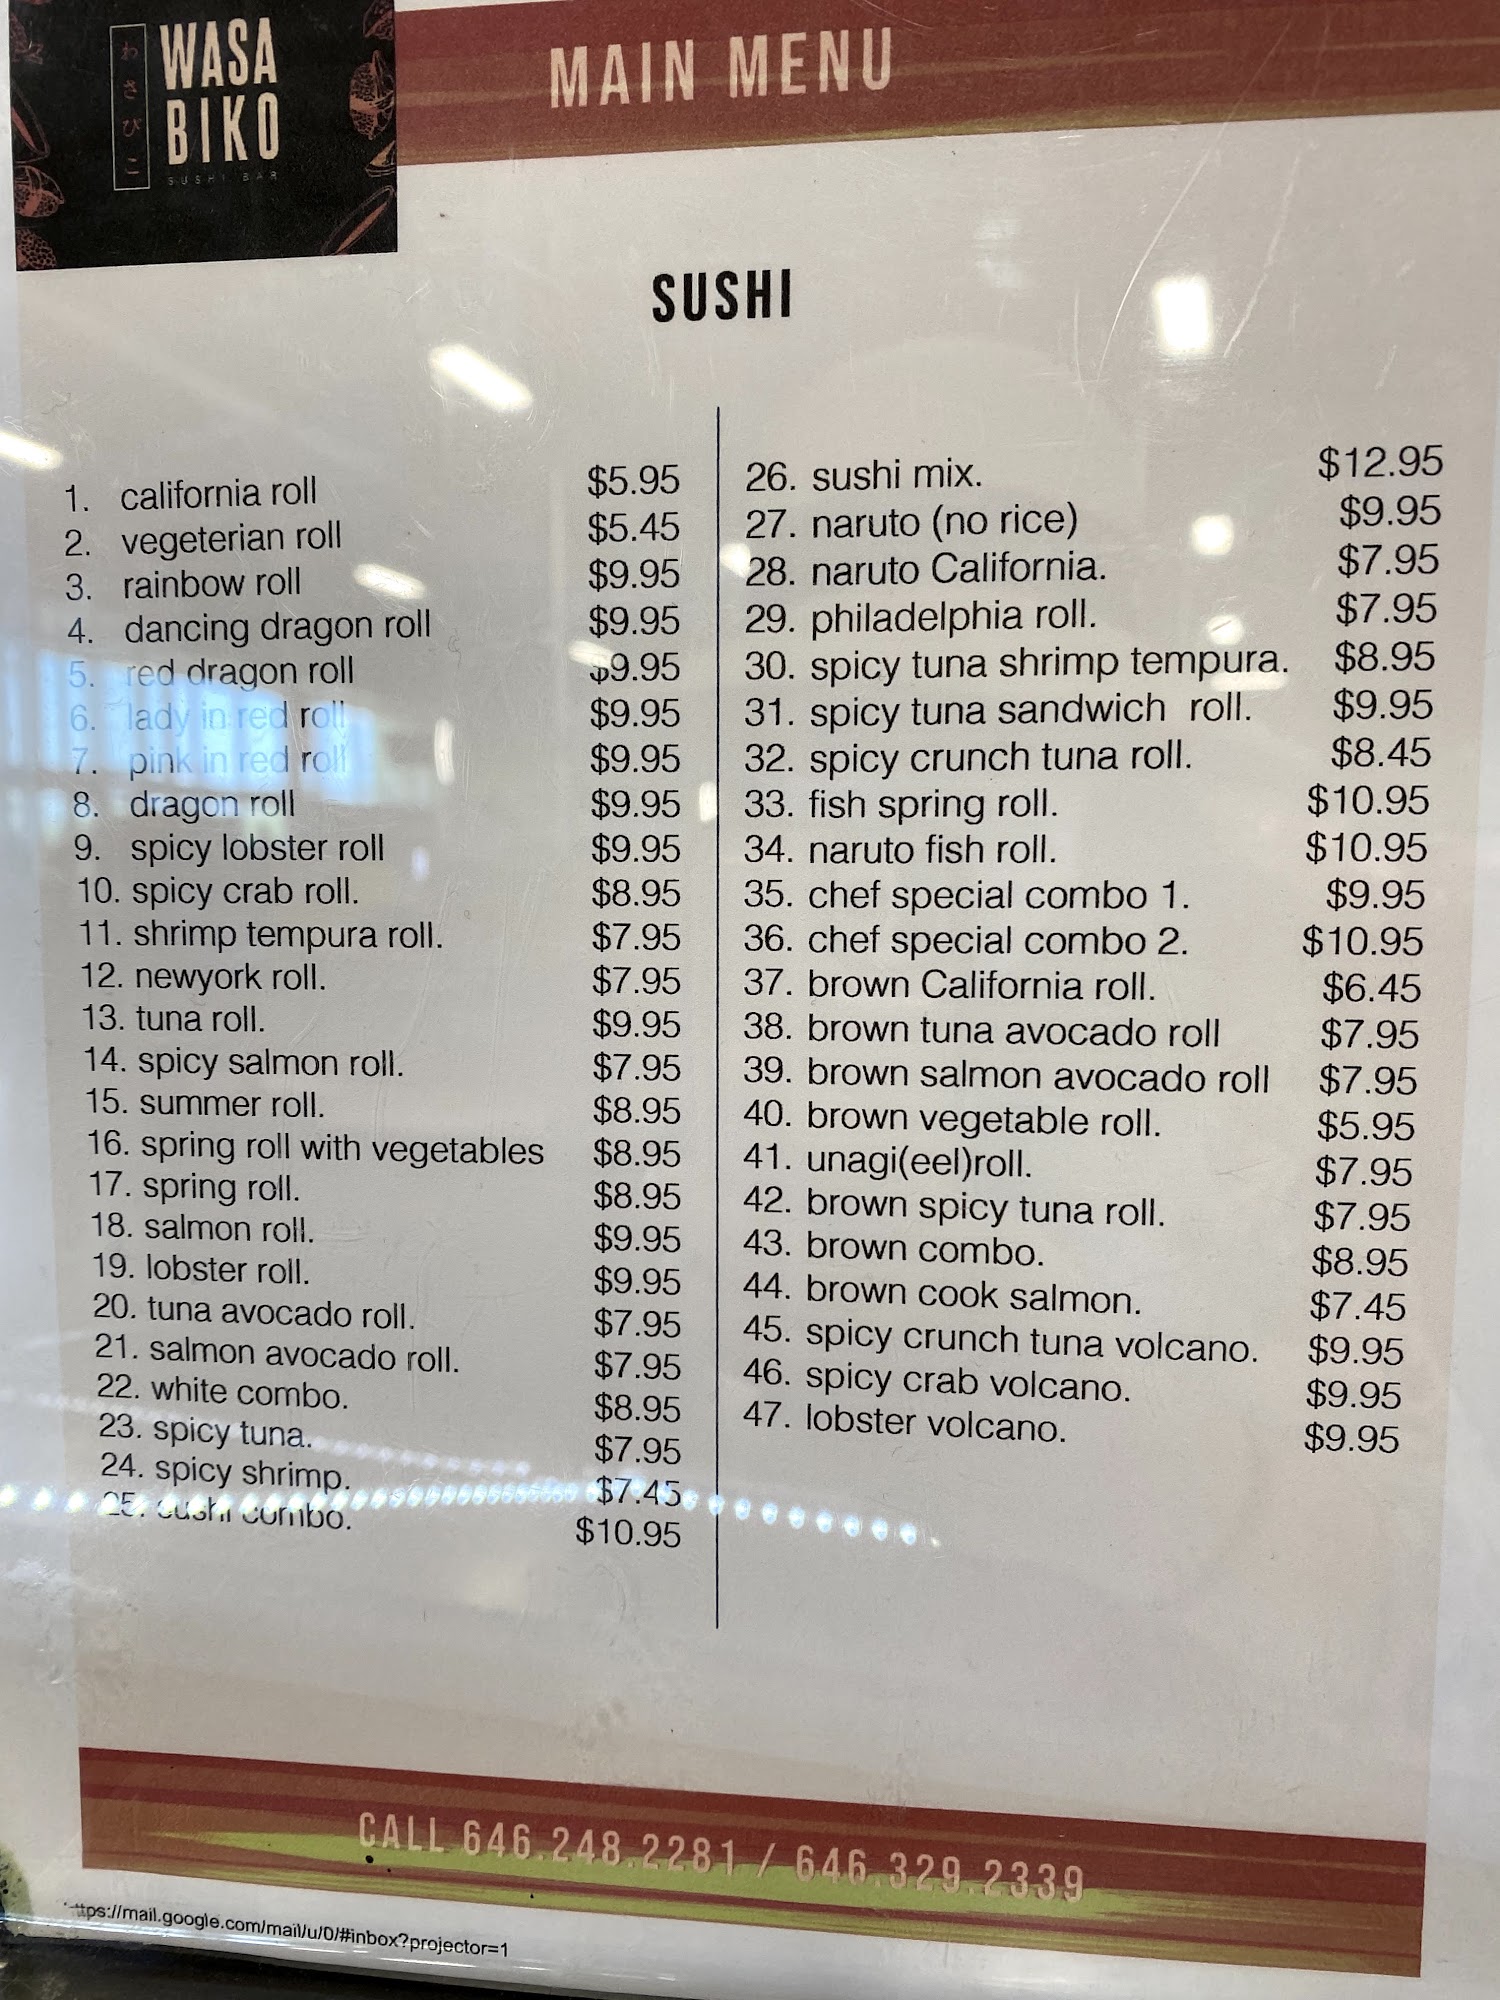 わさびこ
WASA
BIKO
SUSHI BAR
MAIN MENU
SUSHI
1. california roll $5.95
2. vegeterian roll $5.45
3. rainbow roll $9.95
4. dancing dragon roll $9.95
5. red dragon roll $9.95
6. lady in red roll $9.95
7. pink in red roll $9.95
8. dragon roll $9.95
9. spicy lobster roll $9.95
10. spicy crab roll. $8.95
11. shrimp tempura roll. $7.95
12. newyork roll. $7.95
13. tuna roll. $9.95
14. spicy salmon roll. $7.95
15. summer roll. $8.95
16. spring roll with vegetables $8.95
17. spring roll. $8.95
18. salmon roll. $9.95
19. lobster roll. $9.95
20. tuna avocado roll. $7.95
21. salmon avocado roll. $7.95
22. white combo. $8.95
23. spicy tuna. $7.95
24. spicy shrimp. $7.45
25. sushi combo. $10.95
26. sushi mix. $12.95
27. naruto (no rice) $9.95
28. naruto California. $7.95
29. philadelphia roll. $7.95
30. spicy tuna shrimp tempura. $8.95
31. spicy tuna sandwich roll. $9.95
32. spicy crunch tuna roll. $8.45
33. fish spring roll. $10.95
34. naruto fish roll. $10.95
35. chef special combo 1. $9.95
36. chef special combo 2. $10.95
37. brown California roll. $6.45
38. brown tuna avocado roll $7.95
39. brown salmon avocado roll $7.95
40. brown vegetable roll. $5.95
41. unagi(eel)roll. $7.95
42. brown spicy tuna roll. $7.95
43. brown combo. $8.95
44. brown cook salmon. $7.45
45. spicy crunch tuna volcano. $9.95
46. spicy crab volcano. $9.95
47. lobster volcano. $9.95
CALL 646.248.2281 / 646.329.2339
ttps://mail.google.com/mail/u/0/#inbox?projector=1